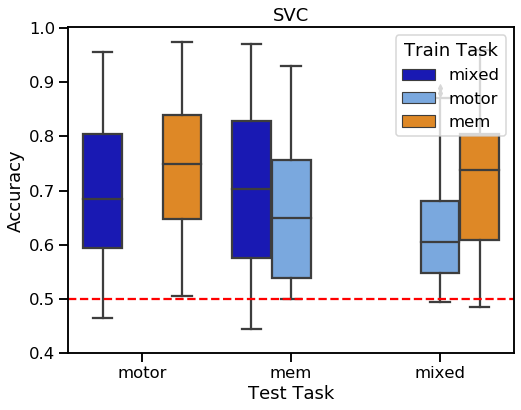 SVC
Accuracy
1.0
0.9
0.8
0.7
0.6
0.5
0.4
Train Task
mixed
motor
mem
motor mem mixed
Test Task